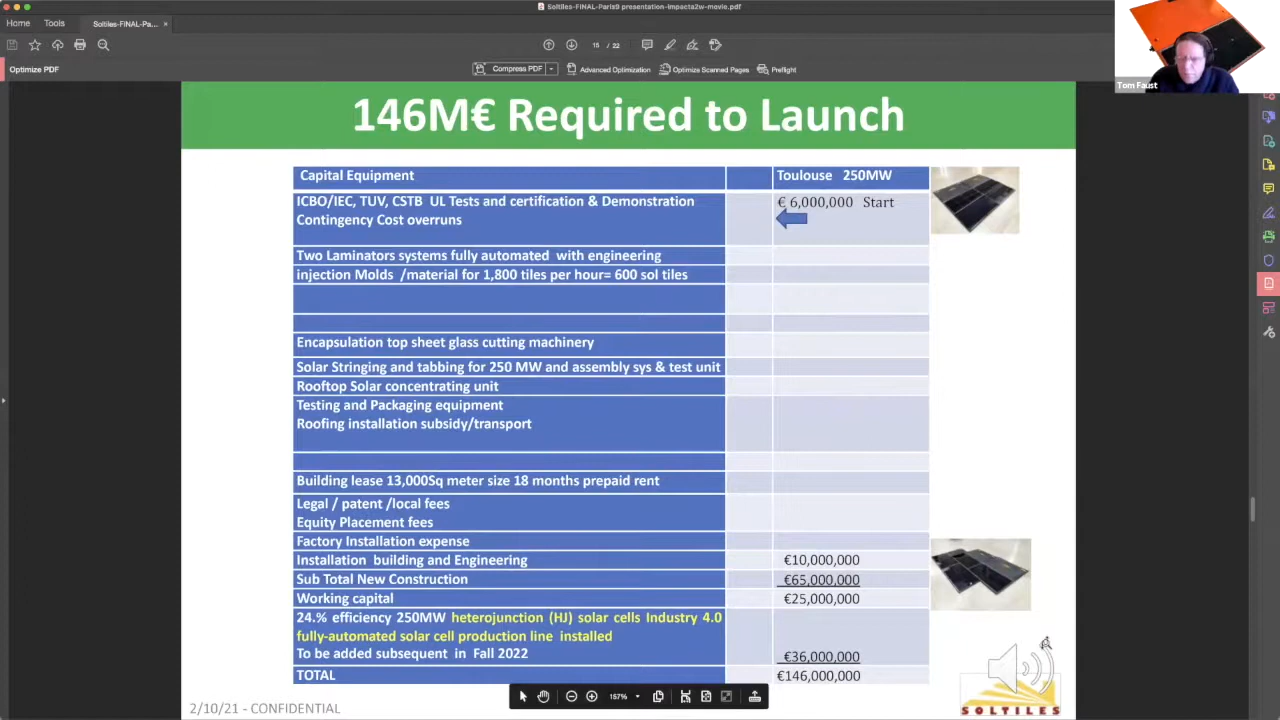 Soltiles-FINAL-Paris9 presentation-impacta2w-movie.pdf
Home Tools Soltiles-FINAL-Pa... ×
15 / 22
Optimize PDF Compress PDF Advanced Optimization Optimize Scanned Pages Preflight
Tom Faust
146M€ Required to Launch
Capital Equipment Toulouse 250MW
ICBO/IEC, TUV, CSTB UL Tests and certification & Demonstration € 6,000,000 Start
Contingency Cost overruns
Two Laminators systems fully automated with engineering
injection Molds /material for 1,800 tiles per hour= 600 sol tiles
Encapsulation top sheet glass cutting machinery
Solar Stringing and tabbing for 250 MW and assembly sys & test unit
Rooftop Solar concentrating unit
Testing and Packaging equipment
Roofing installation subsidy/transport
Building lease 13,000Sq meter size 18 months prepaid rent
Legal / patent /local fees
Equity Placement fees
Factory Installation expense
Installation building and Engineering €10,000,000
Sub Total New Construction €65,000,000
Working capital €25,000,000
24.% efficiency 250MW heterojunction (HJ) solar cells Industry 4.0
fully-automated solar cell production line installed
To be added subsequent in Fall 2022 €36,000,000
TOTAL €146,000,000
157%
SOLTILES
2/10/21 - CONFIDENTIAL